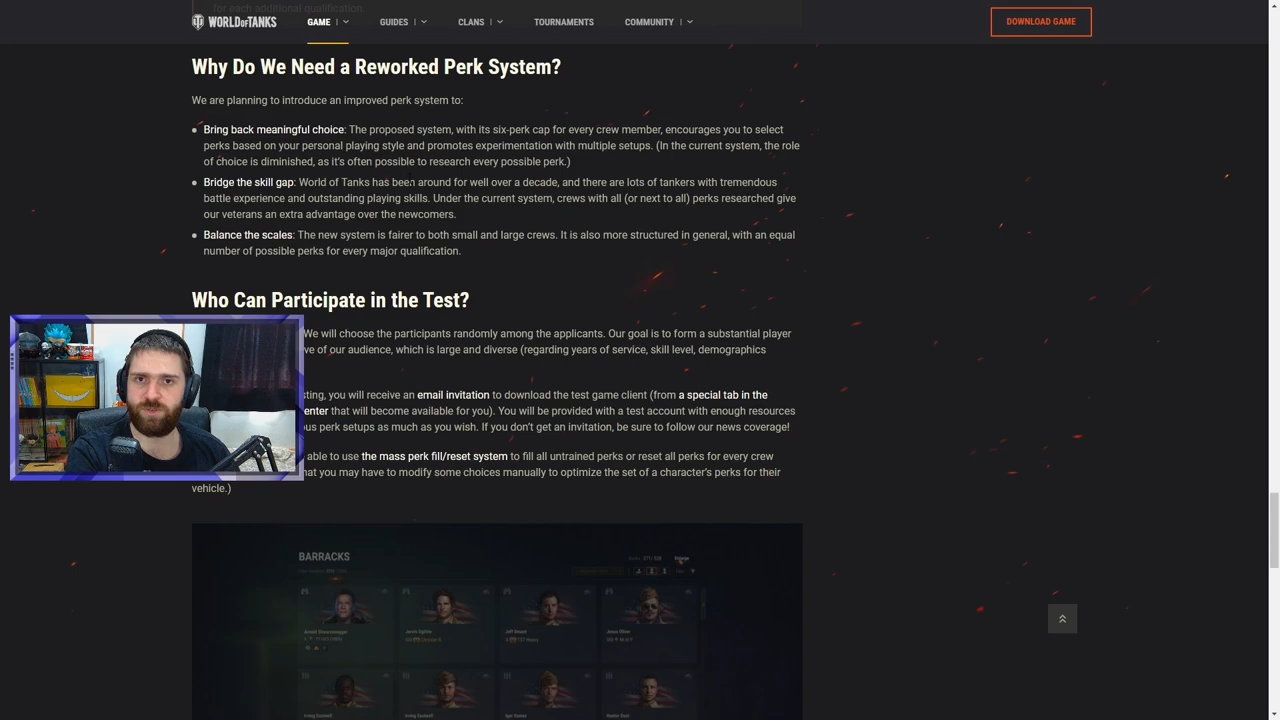 for each additional qualification.
WORLD OF TANKS
GAME
GUIDES
CLANS
TOURNAMENTS
COMMUNITY
DOWNLOAD GAME
Why Do We Need a Reworked Perk System?
We are planning to introduce an improved perk system to:
Bring back meaningful choice: The proposed system, with its six-perk cap for every crew member, encourages you to select
perks based on your personal playing style and promotes experimentation with multiple setups. (In the current system, the role
of choice is diminished, as it's often possible to research every possible perk.)
Bridge the skill gap: World of Tanks has been around for well over a decade, and there are lots of tankers with tremendous
battle experience and outstanding playing skills. Under the current system, crews with all (or next to all) perks researched give
our veterans an extra advantage over the newcomers.
Balance the scales: The new system is fairer to both small and large crews. It is also more structured in general, with an equal
number of possible perks for every major qualification.
Who Can Participate in the Test?
We will choose the participants randomly among the applicants. Our goal is to form a substantial player
ve of our audience, which is large and diverse (regarding years of service, skill level, demographics
sting, you will receive an email invitation to download the test game client (from a special tab in the
enter that will become available for you). You will be provided with a test account with enough resources
us perk setups as much as you wish. If you don't get an invitation, be sure to follow our news coverage!
able to use the mass perk fill/reset system to fill all untrained perks or reset all perks for every crew
hat you may have to modify some choices manually to optimize the set of a character's perks for their
vehicle.)
BARRACKS